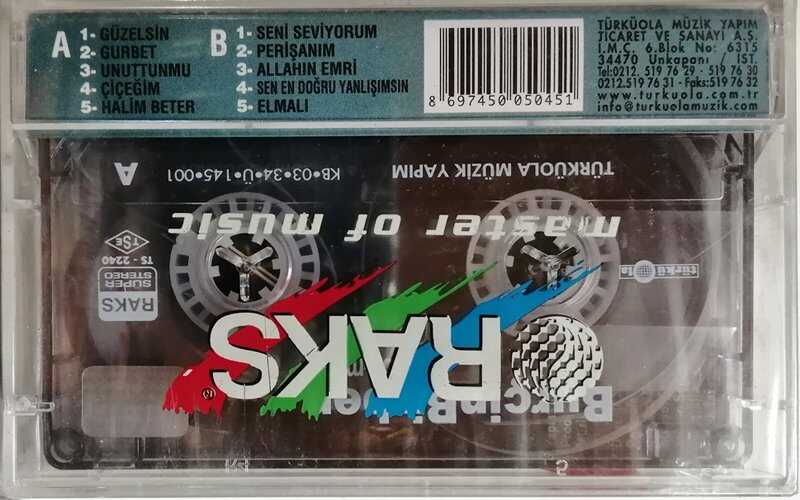 A
1- GÜZELSİN
2- GURBET
3- UNUTTUNMU
4- ÇİÇEĞİM
5- HALİM BETER
B
1- SENİ SEVİYORUM
2- PERİŞANIM
3- ALLAHIN EMRİ
4- SEN EN DOĞRU YANLIŞIMSIN
5- ELMALI
8 697450 050451
TÜRKÜOLA MÜZİK YAPIM
TİCARET VE SANAYİ A.Ş.
İ.M.Ç. 6.Blok No: 6315
34470 Unkapanı / İST.
Tel:0212. 519 76 29 - 519 76 30
0212.519 76 31 - Faks:519 76 32
www.turkuola.com.tr
info@turkuolamuzik.com
TÜRKÜOLA MÜZİK YAPIM
KB•03•34•Ü•145•001
A
master of music
TSE
TS - 2240
SUPER
STEREO
RAKS
türkü
la
RAKS
Burçin